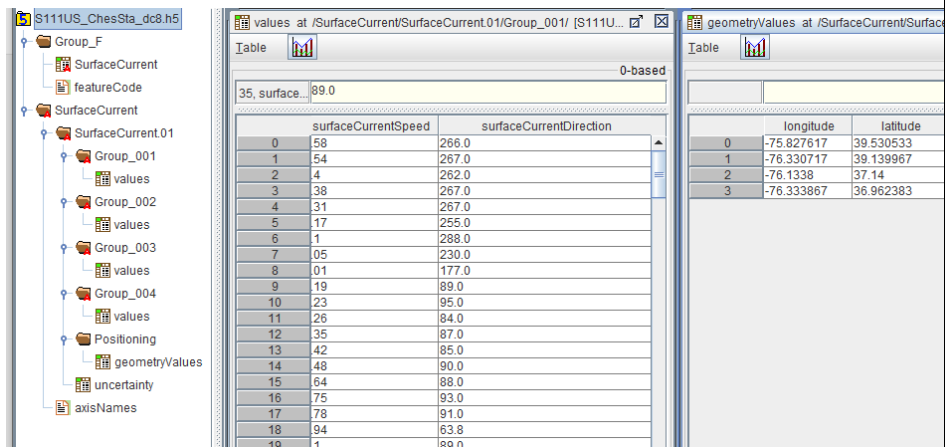 S111US_ChesSta_dc8.h5
Group_F
SurfaceCurrent
featureCode
SurfaceCurrent
SurfaceCurrent.01
Group_001
values
Group_002
values
Group_003
values
Group_004
values
Positioning
geometryValues
uncertainty
axisNames
values at /SurfaceCurrent/SurfaceCurrent.01/Group_001/ [S111U...
Table
0-based
35, surface... 89.0
surfaceCurrentSpeed surfaceCurrentDirection
0 .58 266.0
1 .54 267.0
2 .4 262.0
3 .38 267.0
4 .31 267.0
5 .17 255.0
6 .1 288.0
7 .05 230.0
8 .01 177.0
9 .19 89.0
10 .23 95.0
11 .26 84.0
12 .35 87.0
13 .42 85.0
14 .48 90.0
15 .64 88.0
16 .75 93.0
17 .78 91.0
18 .94 63.8
19 .1 89.0
geometryValues at /SurfaceCurrent/Surface
Table
longitude latitude
0 -75.827617 39.530533
1 -76.330717 39.139967
2 -76.1338 37.14
3 -76.333867 36.962383